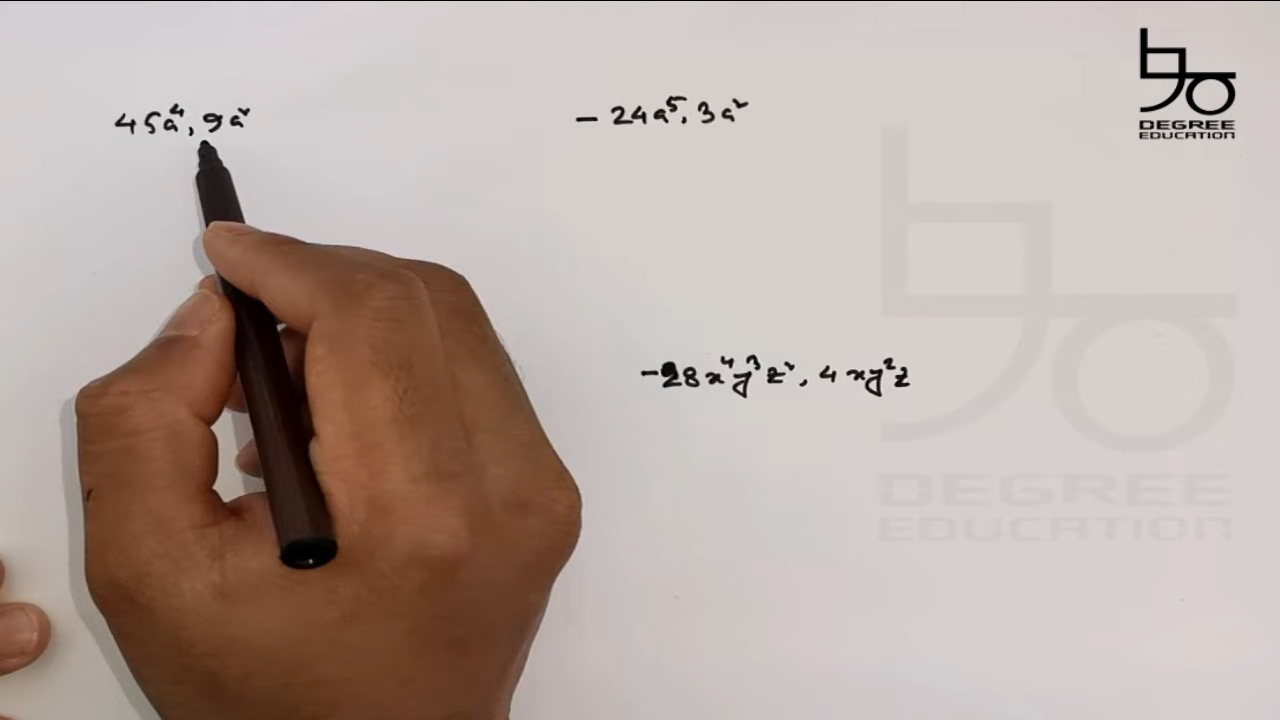 45a⁴, 9a²
- 24a⁵, 3a²
-28x⁴y³z², 4xy²z
DEGREE
EDUCATION
DEGREE
EDUCATION